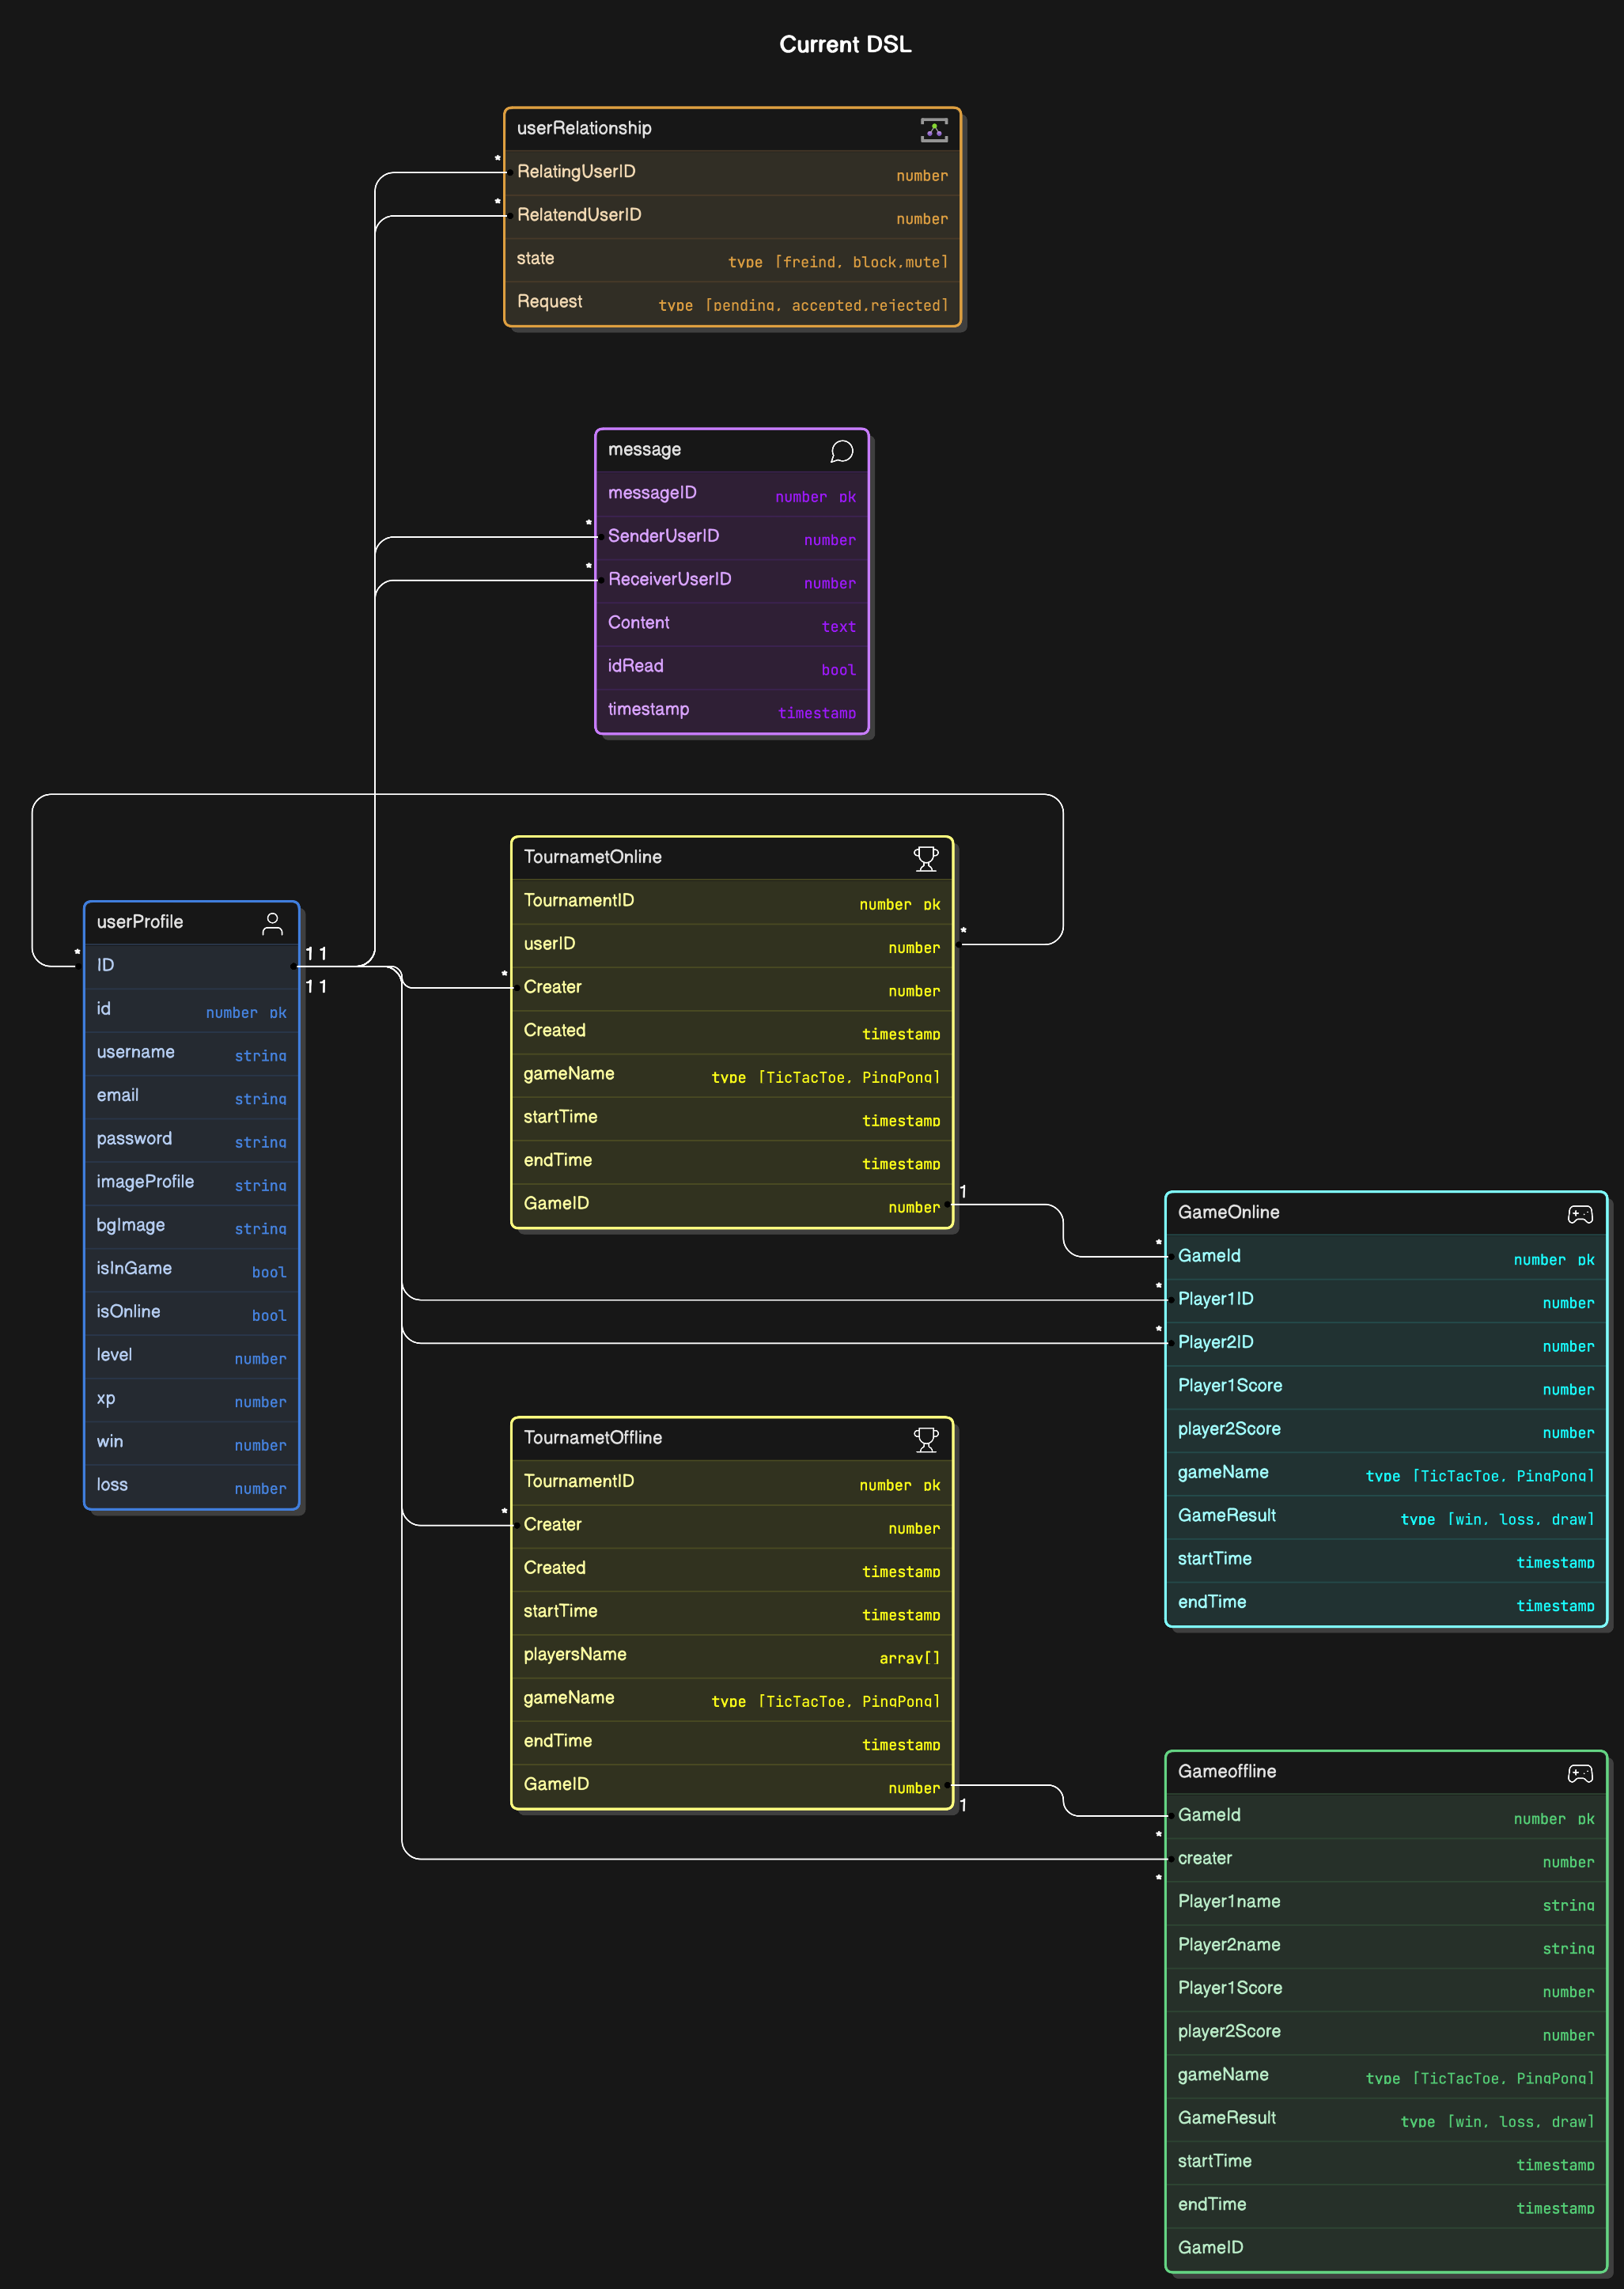 Current DSL
userRelationship
*
RelatingUserID number
*
RelatendUserID number
state type [freind, block,mute]
Request type [pending, accepted,rejected]
message
messageID number pk
*
SenderUserID number
*
ReceiverUserID number
Content text
idRead bool
timestamp timestamp
TournametOnline
TournamentID number pk
*
userID number
*
Creater number
Created timestamp
gameName type [TicTacToe, PingPong]
startTime timestamp
endTime timestamp
1
GameID number
userProfile
* 1 1
ID
1 1
id number pk
username string
email string
password string
imageProfile string
bgImage string
isInGame bool
isOnline bool
level number
xp number
win number
loss number
GameOnline
*
GameId number pk
*
Player1ID number
*
Player2ID number
Player1Score number
player2Score number
gameName type [TicTacToe, PingPong]
GameResult type [win, loss, draw]
startTime timestamp
endTime timestamp
TournametOffline
TournamentID number pk
*
Creater number
Created timestamp
startTime timestamp
playersName array[]
gameName type [TicTacToe, PingPong]
endTime timestamp
GameID number
1
Gameoffline
GameId number pk
*
creater number
*
Player1name string
Player2name string
Player1Score number
player2Score number
gameName type [TicTacToe, PingPong]
GameResult type [win, loss, draw]
startTime timestamp
endTime timestamp
GameID